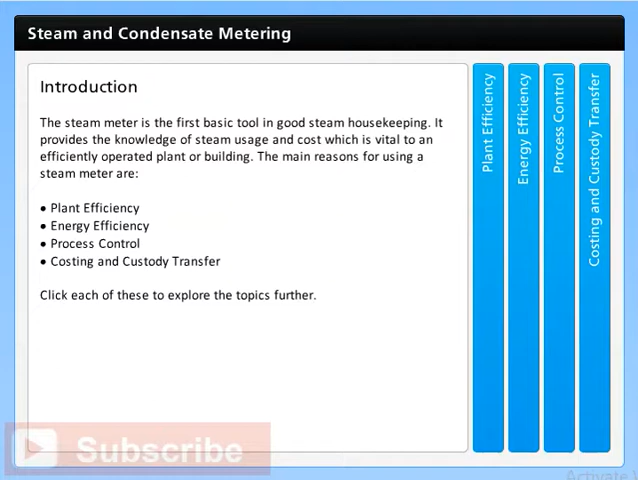 Steam and Condensate Metering
Introduction
The steam meter is the first basic tool in good steam housekeeping. It
provides the knowledge of steam usage and cost which is vital to an
efficiently operated plant or building. The main reasons for using a
steam meter are:
• Plant Efficiency
• Energy Efficiency
• Process Control
• Costing and Custody Transfer
Click each of these to explore the topics further.
Plant Efficiency
Energy Efficiency
Process Control
Costing and Custody Transfer
Subscribe
Activate